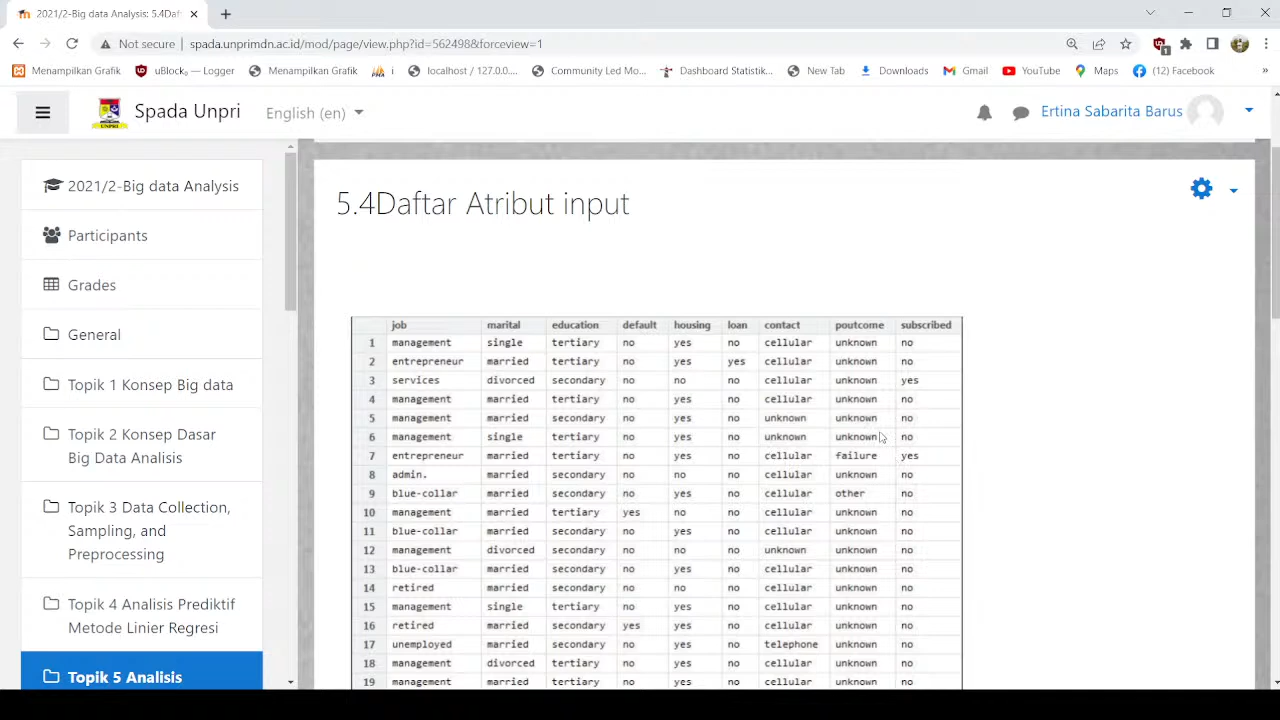 2021/2-Big data Analysis: 5.4Daf
Not secure
spada.unprimdn.ac.id/mod/page/view.php?id=562498&forceview=1
Menampilkan Grafik
uBlock₀ — Logger
Menampilkan Grafik
i
localhost / 127.0.0....
Community Led Mo...
Dashboard Statistik...
New Tab
Downloads
Gmail
YouTube
Maps
(12) Facebook
Spada Unpri
English (en)
Ertina Sabarita Barus
2021/2-Big data Analysis
Participants
Grades
General
Topik 1 Konsep Big data
Topik 2 Konsep Dasar
Big Data Analysis
Topik 3 Data Collection,
Sampling, and
Preprocessing
Topik 4 Analisis Prediktif
Metode Linier Regresi
Topik 5 Analisis
5.4Daftar Atribut input
job marital education default housing loan contact poutcome subscribed
1 management single tertiary no yes no cellular unknown no
2 entrepreneur married tertiary no yes yes cellular unknown no
3 services divorced secondary no no no cellular unknown yes
4 management married tertiary no yes no cellular unknown no
5 management married secondary no yes no unknown unknown no
6 management single tertiary no yes no unknown unknown no
7 entrepreneur married tertiary no yes no cellular failure yes
8 admin. married secondary no no no cellular unknown no
9 blue-collar married secondary no yes no cellular other no
10 management married tertiary yes no no cellular unknown no
11 blue-collar married secondary no yes no cellular unknown no
12 management divorced secondary no no no unknown unknown no
13 blue-collar married secondary no yes no cellular unknown no
14 retired married secondary no no no cellular unknown no
15 management single tertiary no yes no cellular unknown no
16 retired married secondary yes yes no cellular unknown no
17 unemployed married secondary no yes no telephone unknown no
18 management divorced tertiary no yes no cellular unknown no
19 management married tertiary no yes no cellular unknown no